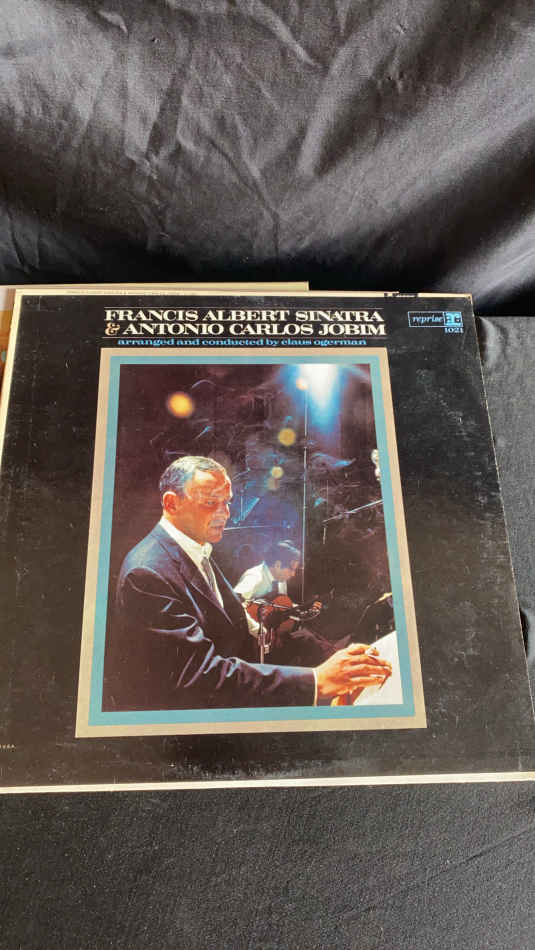 FRANCIS ALBERT SINATRA
& ANTONIO CARLOS JOBIM
arranged and conducted by claus ogerman
reprise
1021